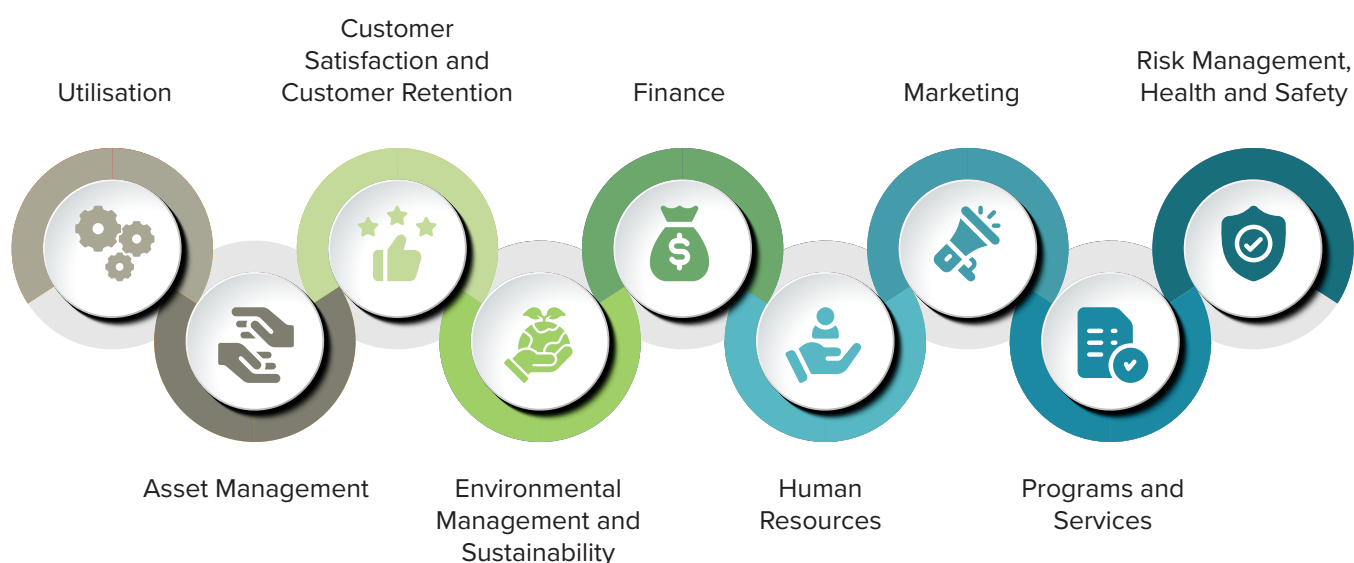 Utilisation
Asset Management
Customer
Satisfaction and
Customer Retention
Environmental
Management and
Sustainability
Finance
$
Human
Resources
Marketing
Programs and
Services
Risk Management,
Health and Safety